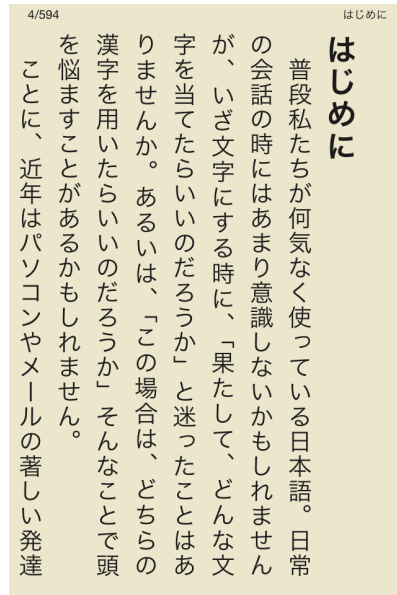 4/594
はじめに
はじめに
普段私たちが何気なく使っている日本語。日常
の会話の時にはあまり意識しないかもしれません
が、いざ文字にする時に、「果たして、どんな文
字を当てたらいいのだろうか」と迷ったことはあ
りませんか。あるいは、「この場合は、どちらの
漢字を用いたらいいのだろうか」そんなことで頭
を悩ますことがあるかもしれません。
ことに、近年はパソコンやメールの著しい発達